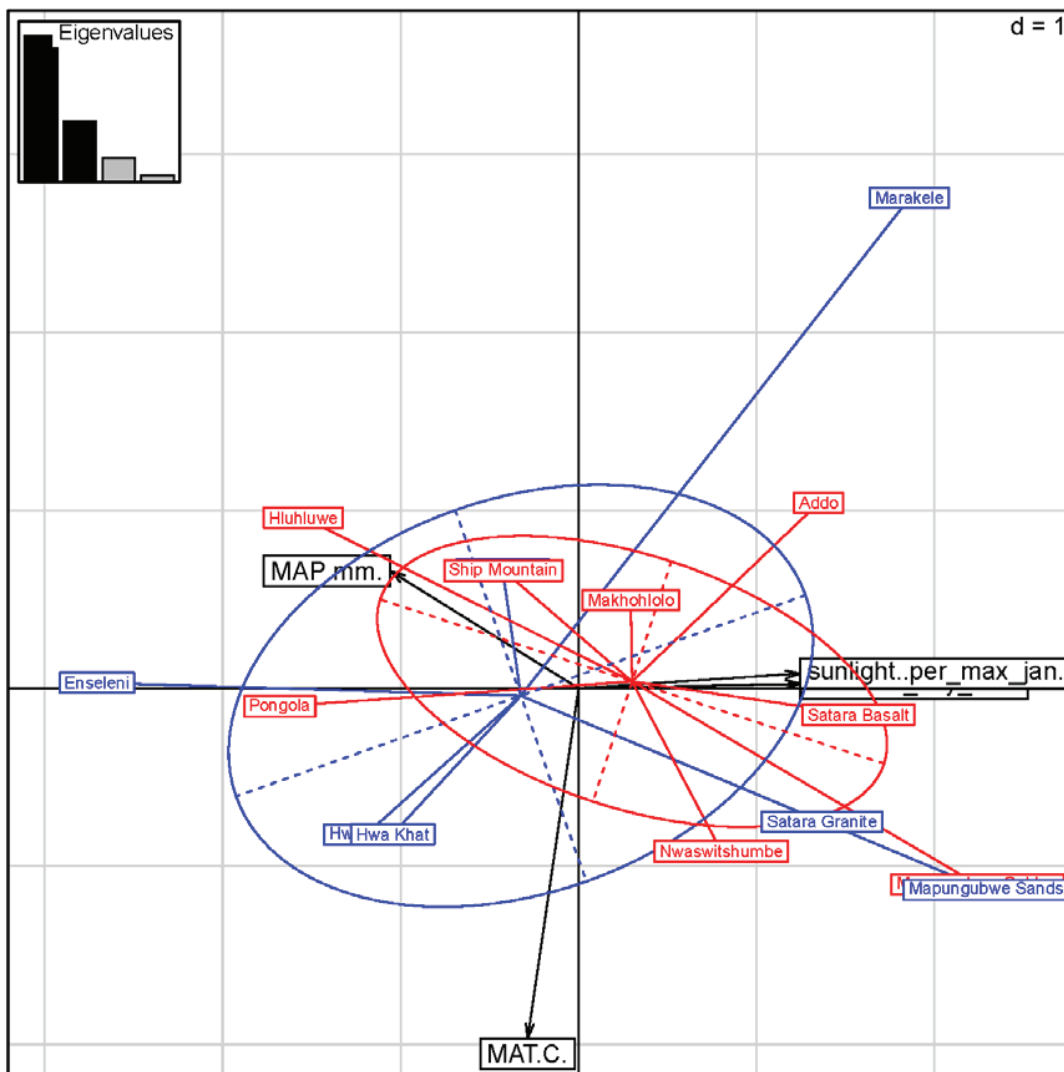 Eigenvalues
d = 1
Marakele
Hluhluwe
Addo
MAP.mm.
Ship Mountain
Makhohlolo
Enseleni
sunlight..per_max_jan.
Pongola
Satara Basalt
Hwa Khat
Satara Granite
Nwaswitshumbe
Mapungubwe Sands
MAT.C.